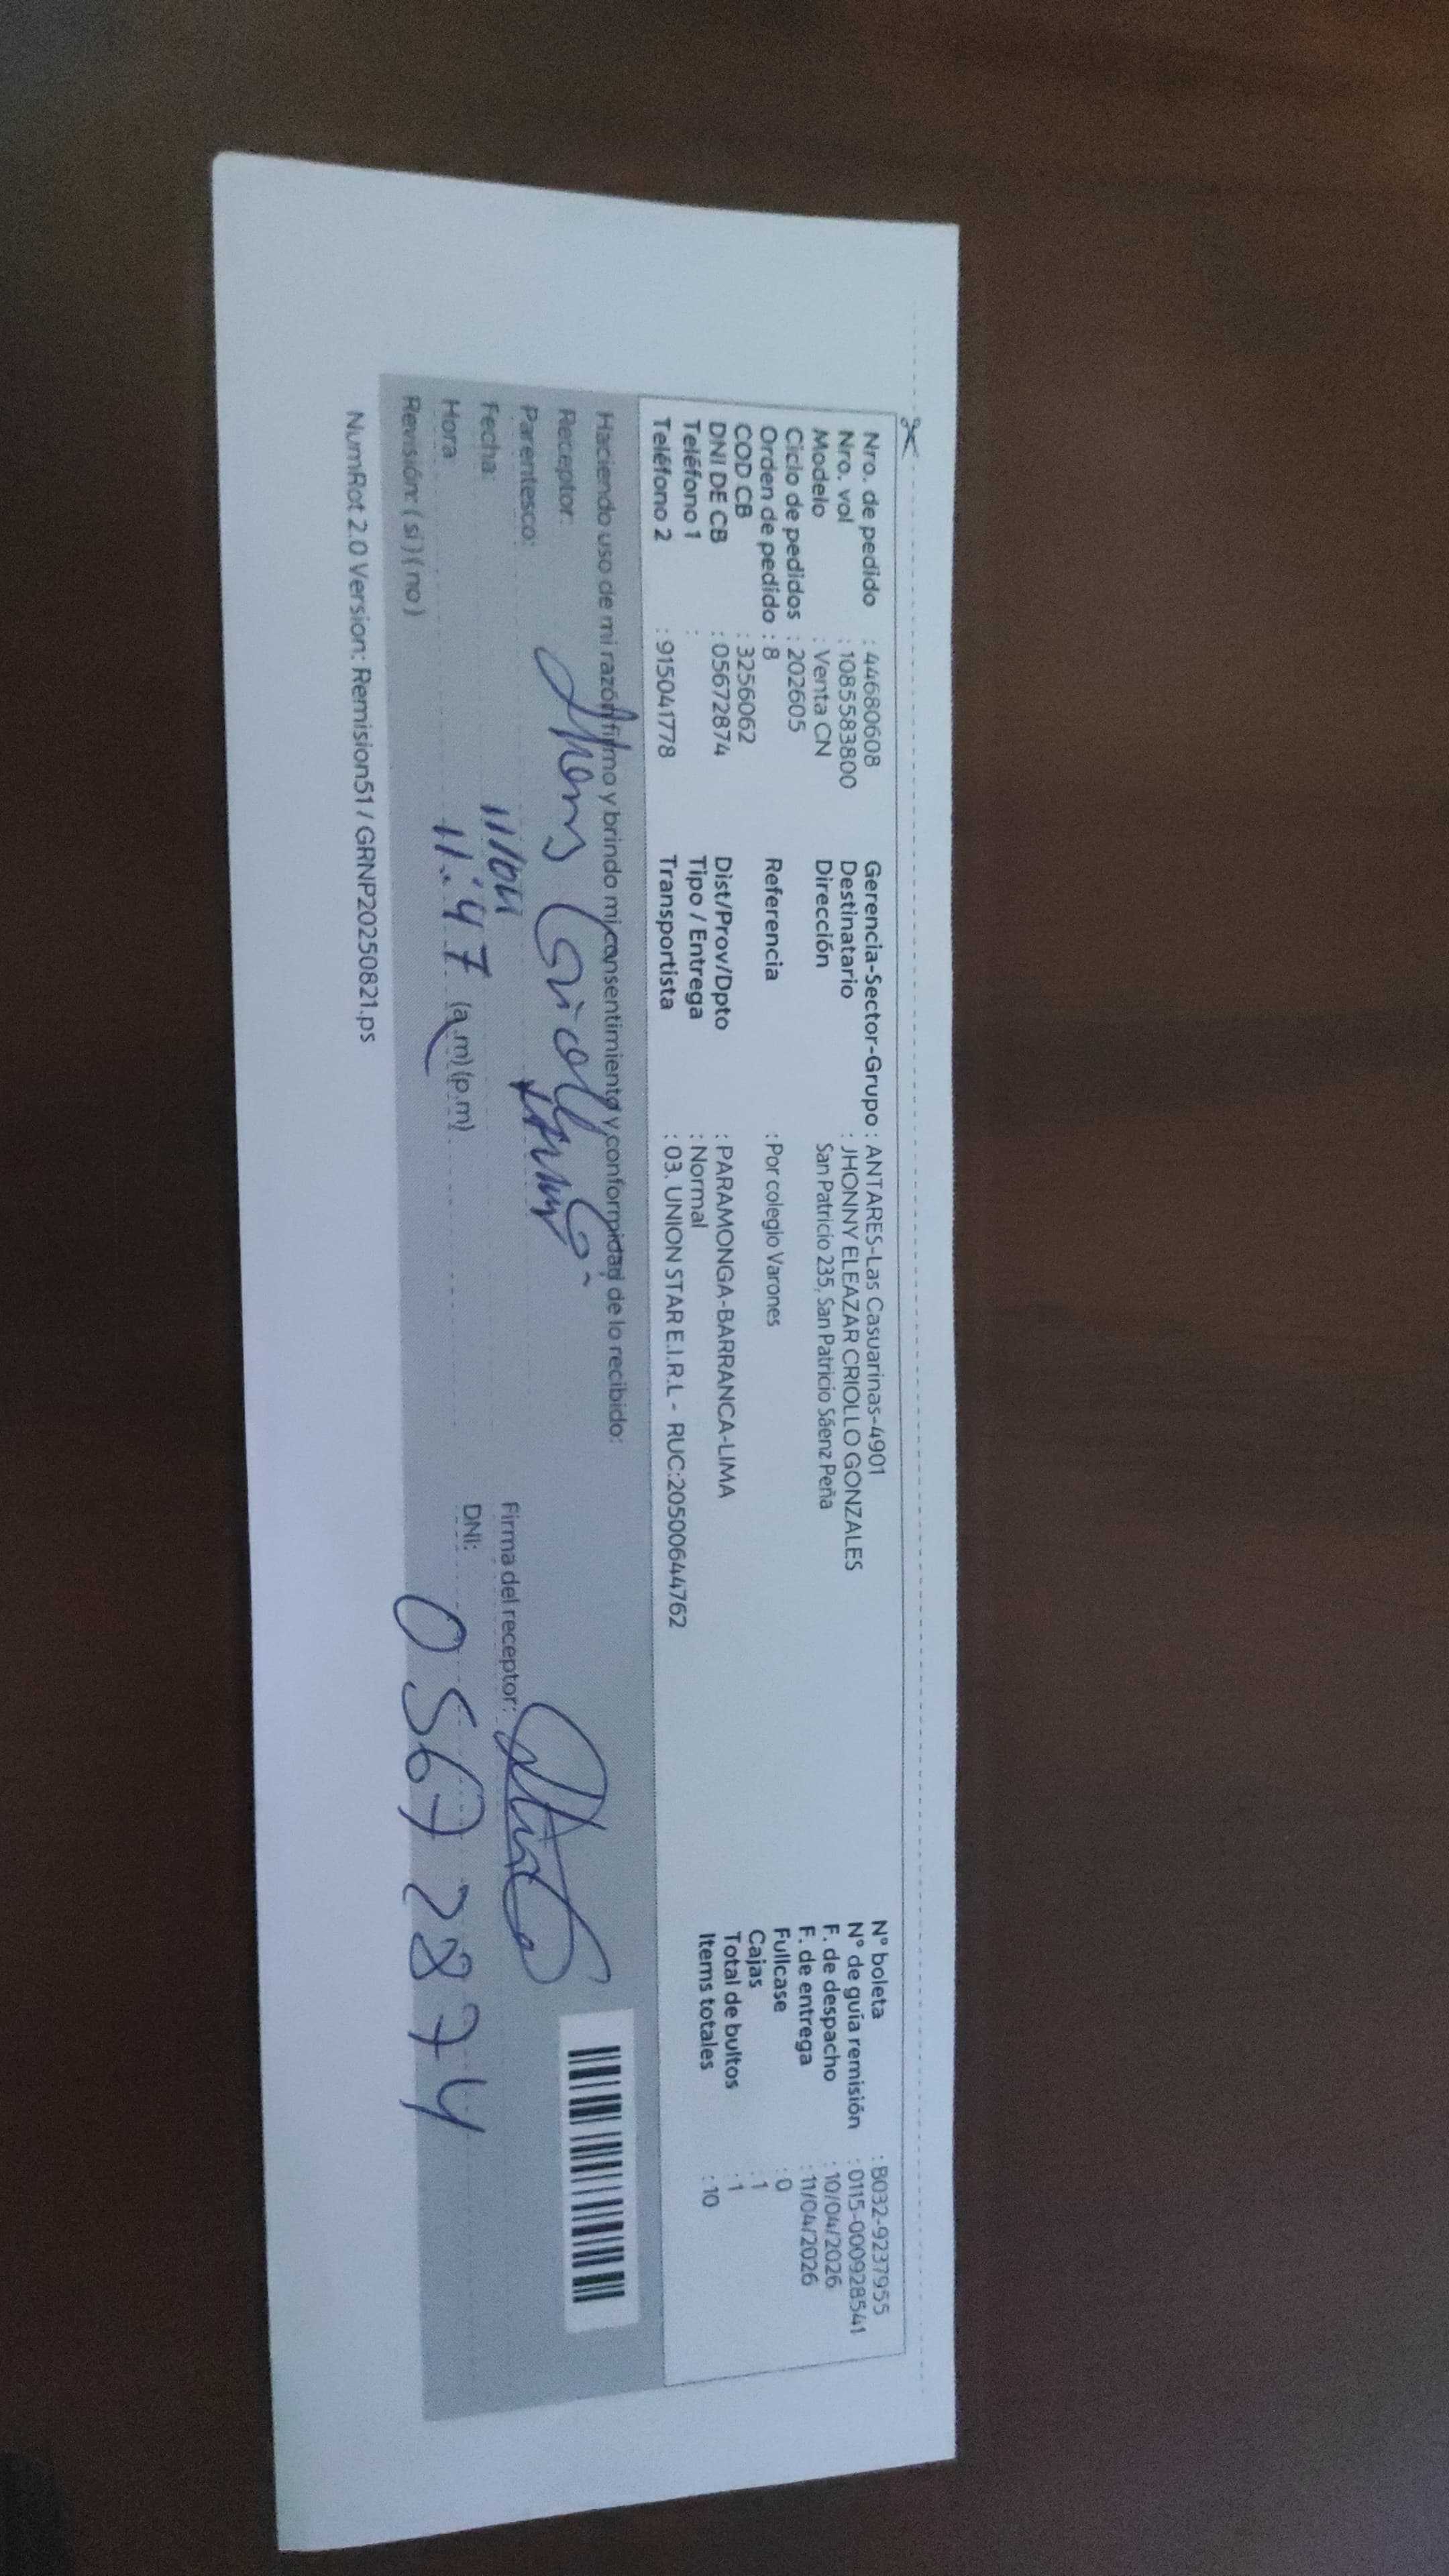 Nro. de pedido : 44680608
Nro. vol : 1085583800
Modelo : Venta CN
Ciclo de pedidos : 202605
Orden de pedido : 8
COD CB : 3256062
DNI DE CB : 05672874
Teléfono 1 :
Teléfono 2 : 915041778
Gerencia-Sector-Grupo : ANTARES-Las Casuarinas-4901
Destinatario : JHONNY ELEAZAR CRIOLLO GONZALES
Dirección San Patricio 235, San Patricio Sáenz Peña
Referencia : Por colegio Varones
Dist/Prov/Dpto : PARAMONGA-BARRANCA-LIMA
Tipo / Entrega : Normal
Transportista : 03. UNION STAR E.I.R.L - RUC:20500644762
N° boleta : B032-9237955
N° de guía remisión : 0115-000928541
F. de despacho : 10/04/2026
F. de entrega : 11/04/2026
Fullcase : 0
Cajas : 1
Total de bultos : 1
Items totales : 10
Haciendo uso de mi razón firmo y brindo mi consentimiento y conformidad de lo recibido:
Receptor: Criollo
Parentesco:
Fecha: 11/04
Hora 11:47 (a.m) (p.m)
Revisión: ( si ) ( no )
Firma del receptor:
DNI: 05672874
NumRot 2.0 Version: Remision51 / GRNP20250821.ps